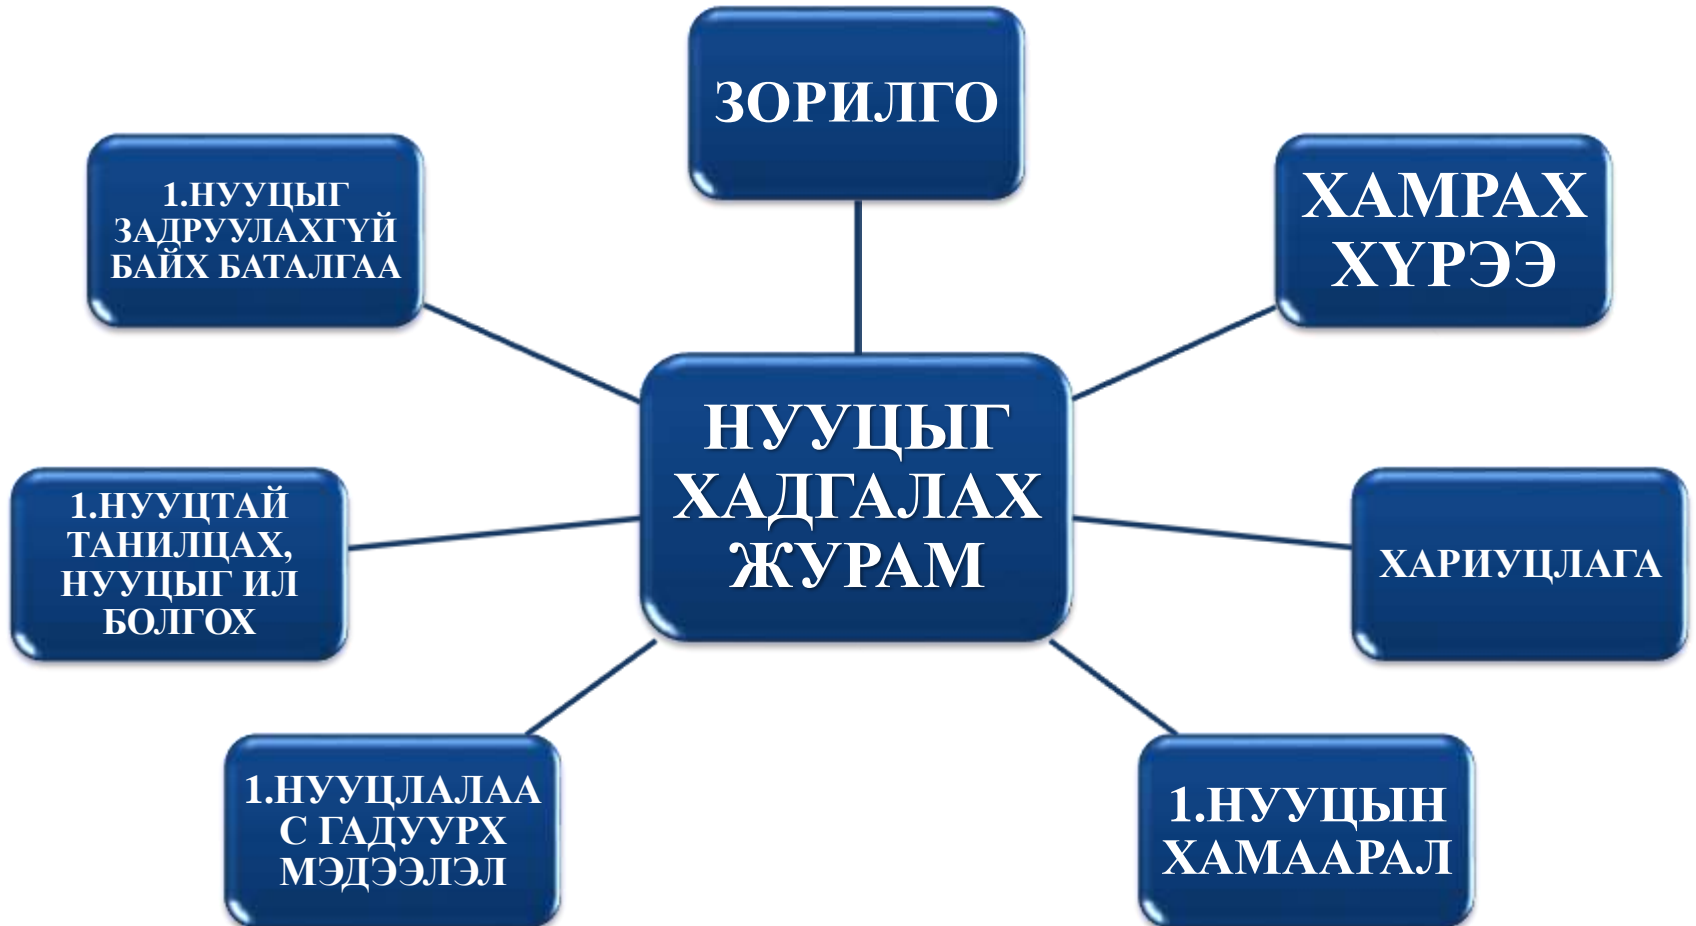 ЗОРИЛГО
ХАМРАХ
ХҮРЭЭ
ХАРИУЦЛАГА
1.НУУЦЫН
ХАМААРАЛ
1.НУУЦЛАЛАА
С ГАДУУРХ
МЭДЭЭЛЭЛ
1.НУУЦТАЙ
ТАНИЛЦАХ,
НУУЦЫГ ИЛ
БОЛГОХ
1.НУУЦЫГ
ЗАДРУУЛАХГҮЙ
БАЙХ БАТАЛГАА
НУУЦЫГ
ХАДГАЛАХ
ЖУРАМ